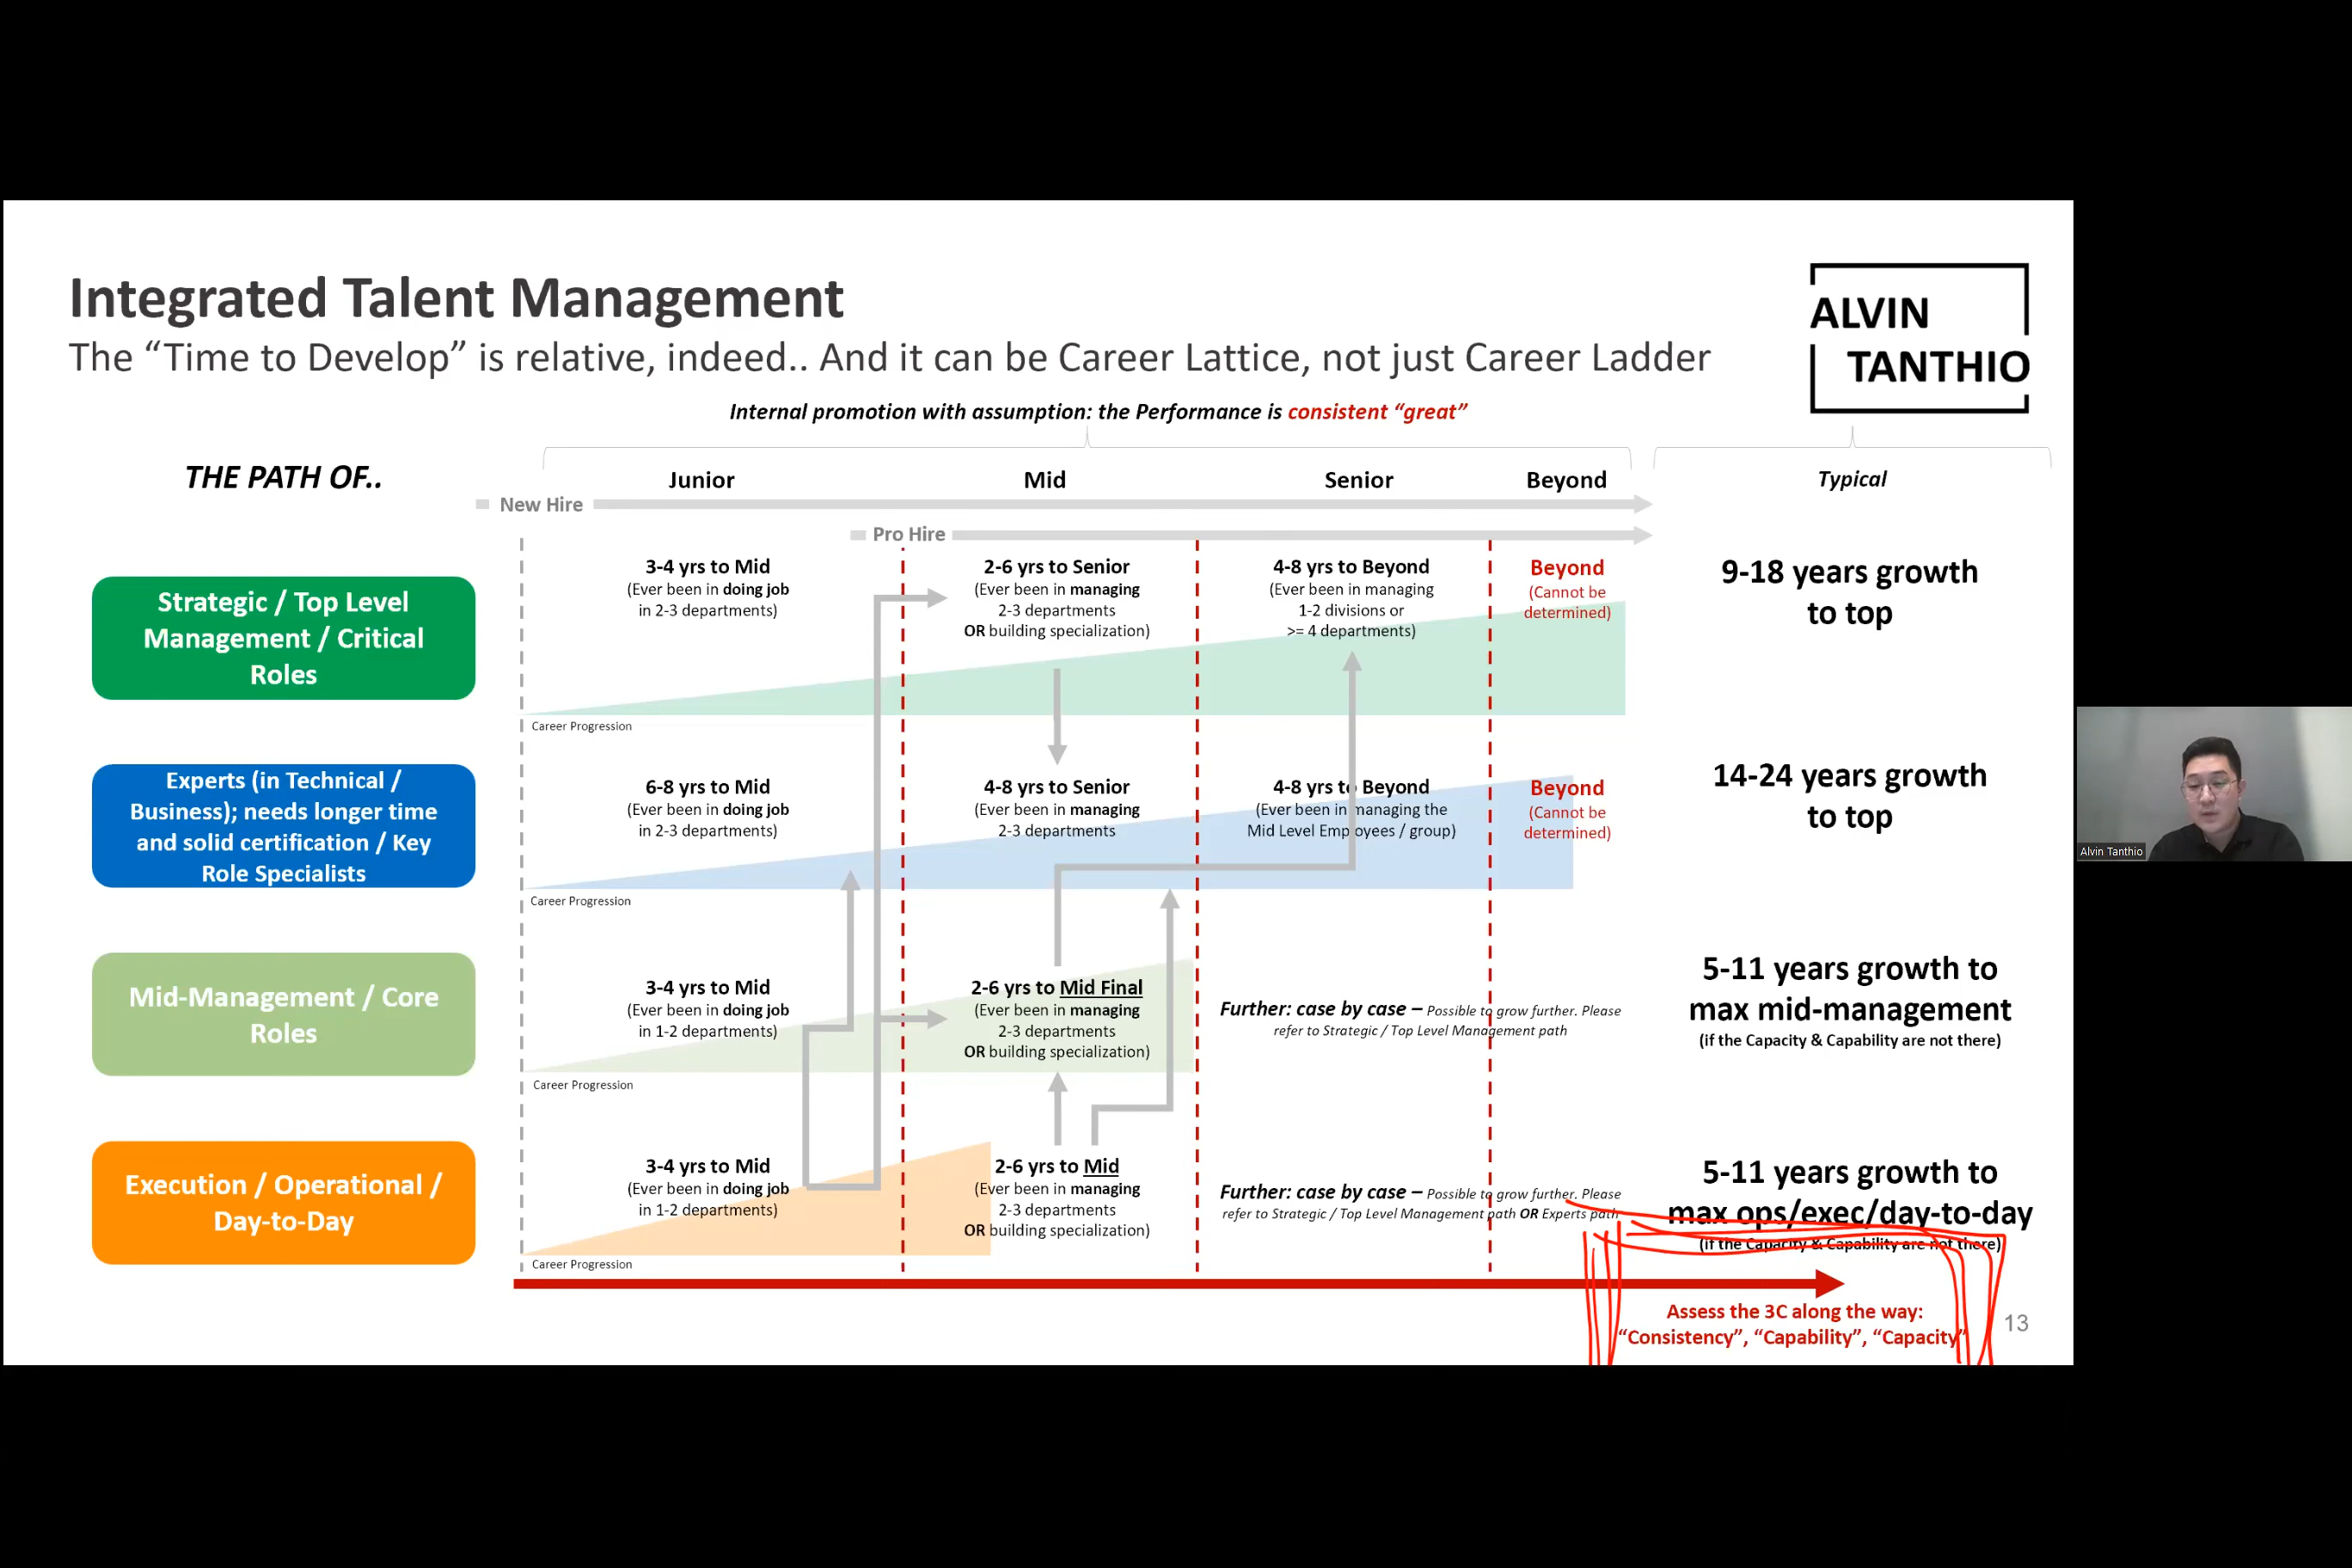 Integrated Talent Management
The “Time to Develop” is relative, indeed.. And it can be Career Lattice, not just Career Ladder
ALVIN
TANTHIO
Internal promotion with assumption: the Performance is consistent “great”
THE PATH OF..
Junior
Mid
Senior
Beyond
Typical
New Hire
Pro Hire
Strategic / Top Level
Management / Critical
Roles
3-4 yrs to Mid
(Ever been in doing job
in 2-3 departments)
2-6 yrs to Senior
(Ever been in managing
2-3 departments
OR building specialization)
4-8 yrs to Beyond
(Ever been in managing
1-2 divisions or
>= 4 departments)
Beyond
(Cannot be
determined)
9-18 years growth
to top
Career Progression
Experts (in Technical /
Business); needs longer time
and solid certification / Key
Role Specialists
6-8 yrs to Mid
(Ever been in doing job
in 2-3 departments)
4-8 yrs to Senior
(Ever been in managing
2-3 departments
4-8 yrs to Beyond
(Ever been in managing the
Mid Level Employees / group)
Beyond
(Cannot be
determined)
14-24 years growth
to top
Career Progression
Mid-Management / Core
Roles
3-4 yrs to Mid
(Ever been in doing job
in 1-2 departments)
2-6 yrs to Mid Final
(Ever been in managing
2-3 departments
OR building specialization)
Further: case by case – Possible to grow further. Please
refer to Strategic / Top Level Management path
5-11 years growth to
max mid-management
(if the Capacity & Capability are not there)
Career Progression
Execution / Operational /
Day-to-Day
3-4 yrs to Mid
(Ever been in doing job
in 1-2 departments)
2-6 yrs to Mid
(Ever been in managing
2-3 departments
OR building specialization)
Further: case by case – Possible to grow further. Please
refer to Strategic / Top Level Management path OR Experts path
5-11 years growth to
max ops/exec/day-to-day
(if the Capacity & Capability are not there)
Career Progression
Assess the 3C along the way:
“Consistency”, “Capability”, “Capacity”
13
Alvin Tanthio